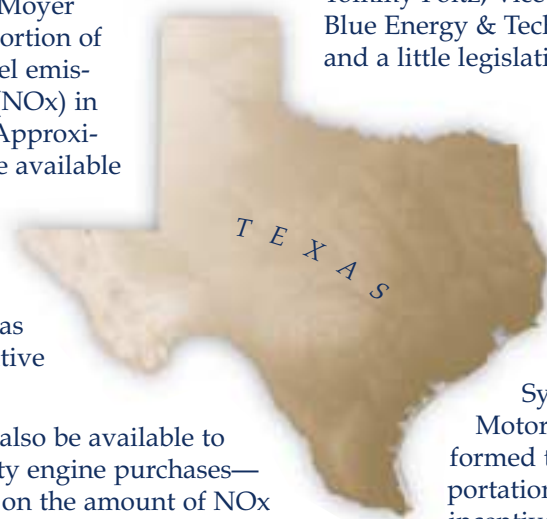 Moyer
ortion of
el emis-
(NOx) in
Approxi-
e available
as
tive
also be available to
ty engine purchases—
on the amount of NOx
Blue Energy & Tech
and a little legislati
TEXAS
Sy
Motor
formed t
portation